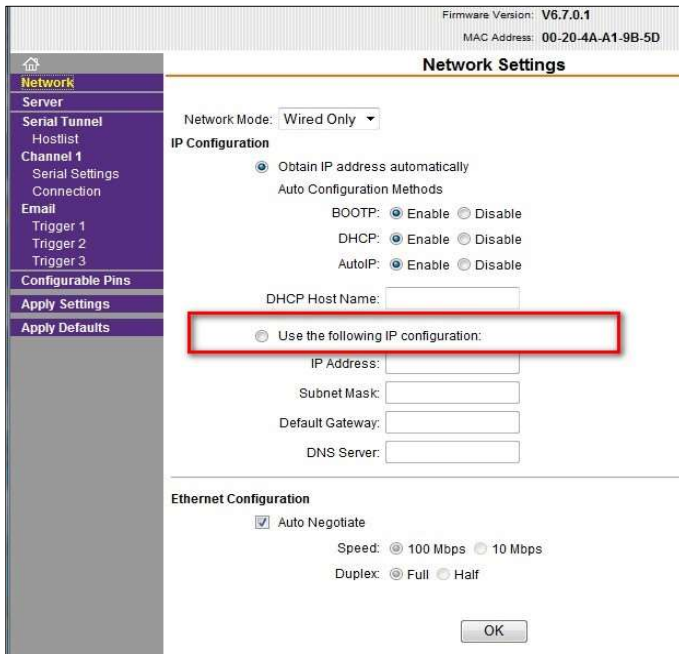 Firmware Version: V6.7.0.1
MAC Address: 00-20-4A-A1-9B-5D
Network
Server
Serial Tunnel
Hostlist
Channel 1
Serial Settings
Connection
Email
Trigger 1
Trigger 2
Trigger 3
Configurable Pins
Apply Settings
Apply Defaults
Network Settings
Network Mode: Wired Only
IP Configuration
Obtain IP address automatically
Auto Configuration Methods
BOOTP: Enable Disable
DHCP: Enable Disable
AutoIP: Enable Disable
DHCP Host Name:
Use the following IP configuration:
IP Address:
Subnet Mask:
Default Gateway:
DNS Server:
Ethernet Configuration
Auto Negotiate
Speed: 100 Mbps 10 Mbps
Duplex: Full Half
OK